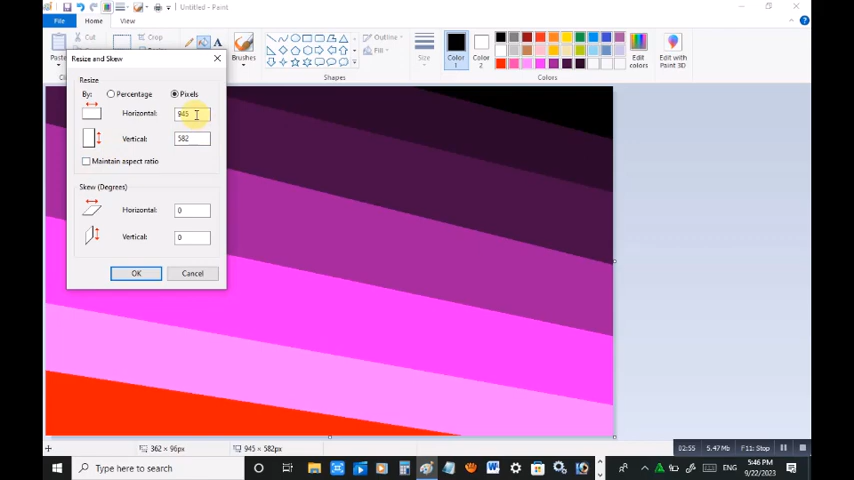 Untitled - Paint
File Home View
Cut
Crop
Paste
A
Brushes
Outline
Fill
Shapes
Size
Color 1
Color 2
Colors
Edit colors
Edit with Paint 3D
Resize and Skew
Resize
By: Percentage Pixels
Horizontal: 945
Vertical: 582
Maintain aspect ratio
Skew (Degrees)
Horizontal: 0
Vertical: 0
OK Cancel
362 × 96px 945 × 582px
02:55 5.47Mb F11: Stop
Type here to search
ENG
5:46 PM
9/22/2023